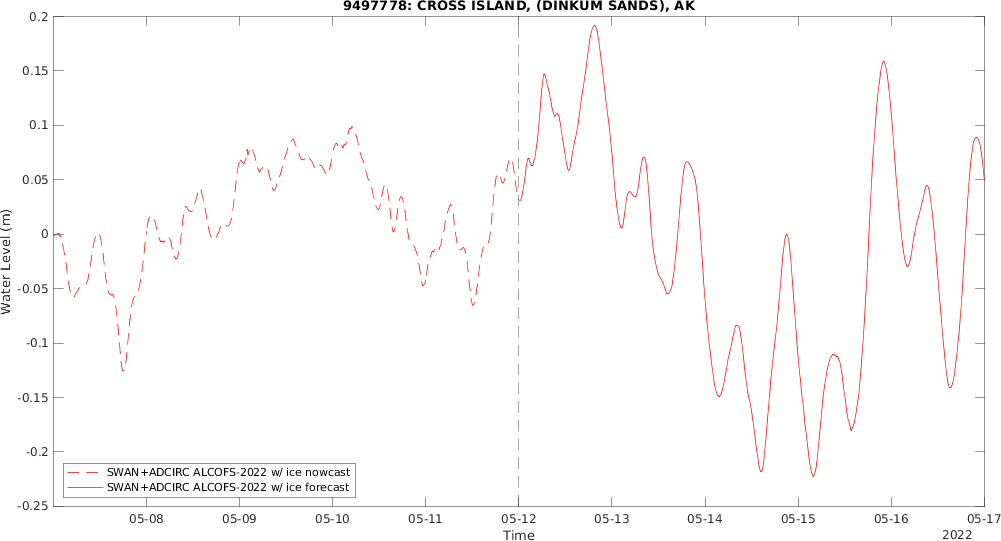 9497778: CROSS ISLAND, (DINKUM SANDS), AK
0.2
0.15
0.1
0.05
0
-0.05
-0.1
-0.15
-0.2
-0.25
Water Level (m)
SWAN+ADCIRC ALCOFS-2022 w/ ice nowcast
SWAN+ADCIRC ALCOFS-2022 w/ ice forecast
05-08 05-09 05-10 05-11 05-12 05-13 05-14 05-15 05-16 05-17
Time
2022